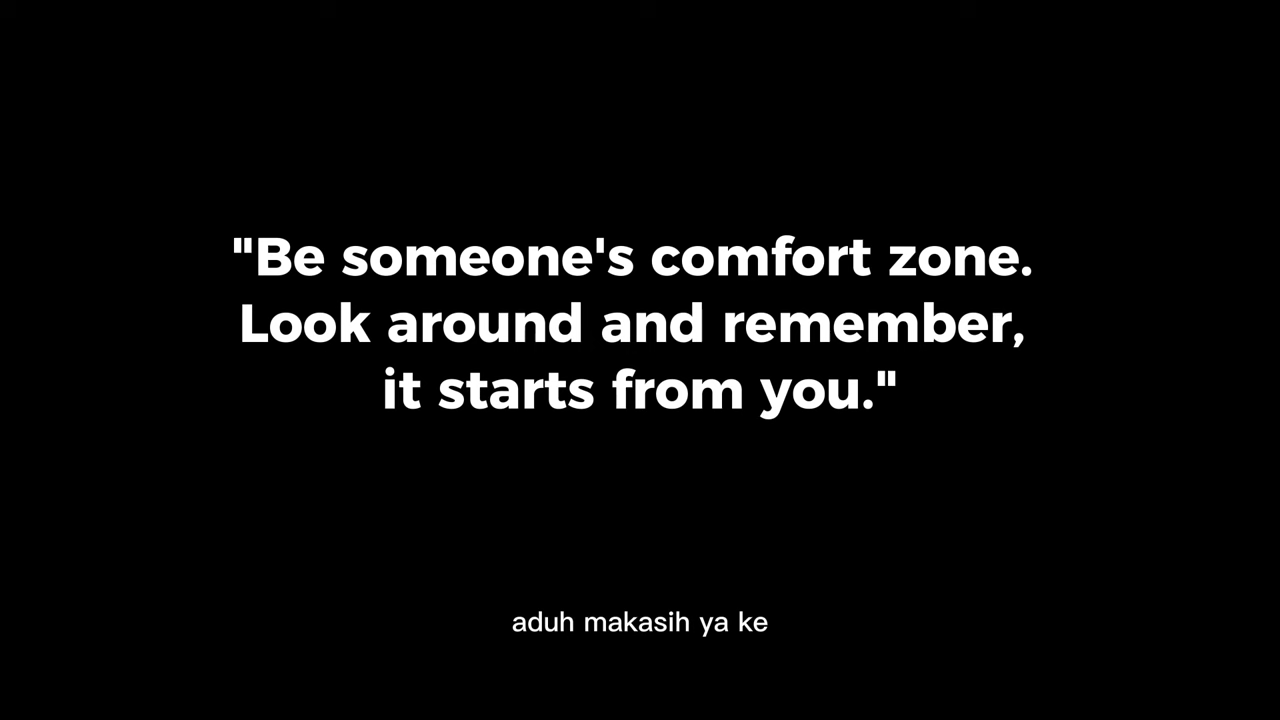 "Be someone's comfort zone.
Look around and remember,
it starts from you."
aduh makasih ya ke